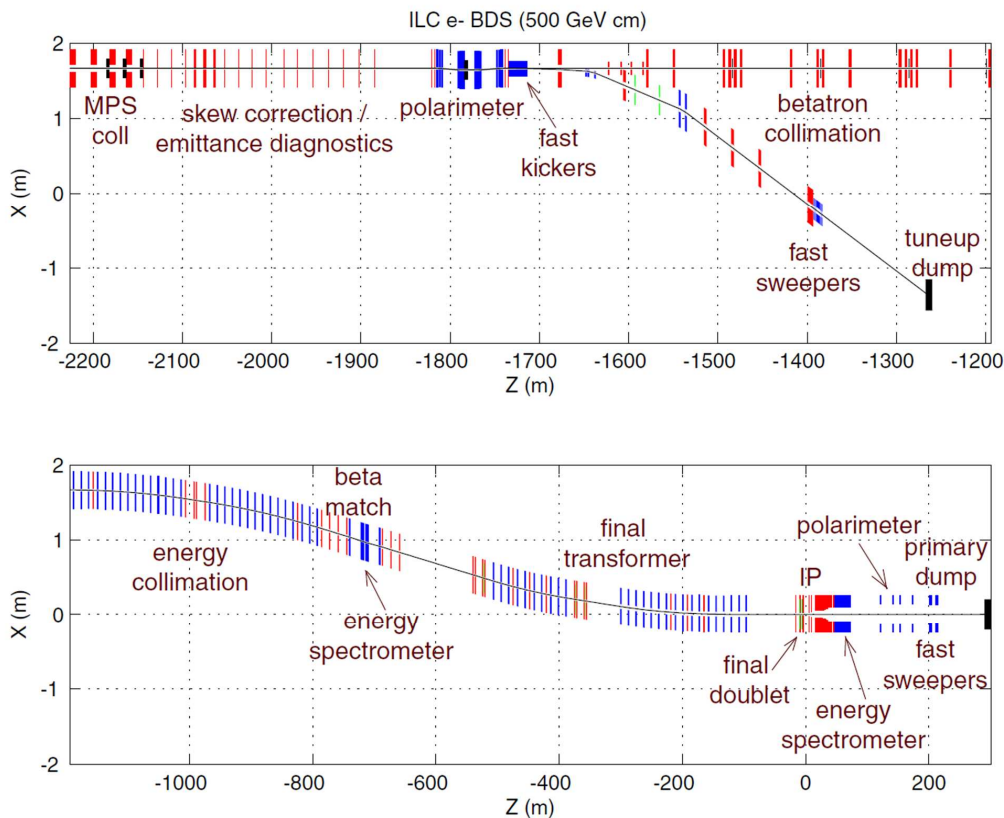 ILC e- BDS (500 GeV cm)
2
1
0
-1
-2
X (m)
MPS
coll
skew correction /
emittance diagnostics
polarimeter
fast
kickers
betatron
collimation
fast
sweepers
tuneup
dump
-2200 -2100 -2000 -1900 -1800 -1700 -1600 -1500 -1400 -1300 -1200
Z (m)
2
1
0
-1
-2
X (m)
energy
collimation
beta
match
energy
spectrometer
final
transformer
IP
final
doublet
polarimeter
energy
spectrometer
primary
dump
fast
sweepers
-1000 -800 -600 -400 -200 0 200
Z (m)